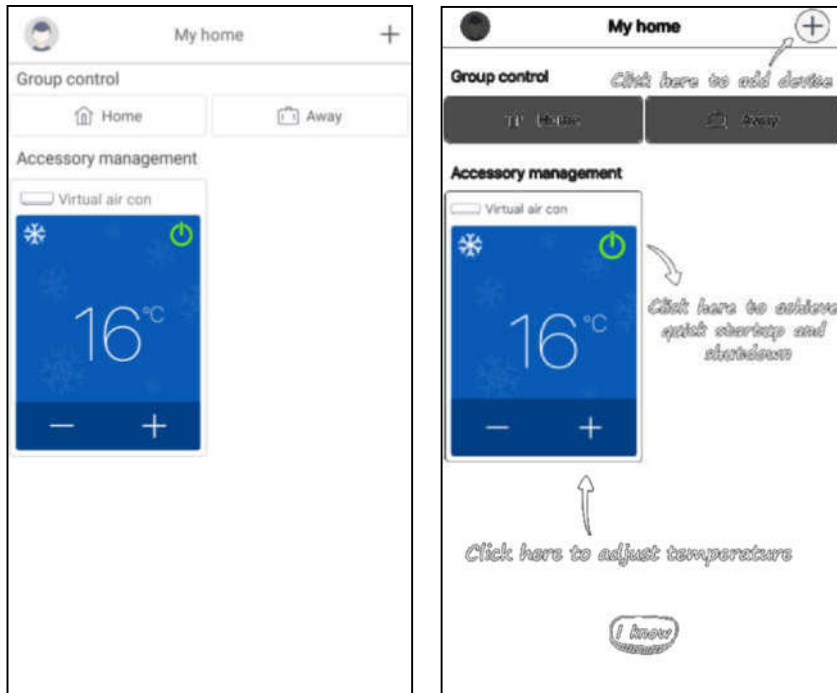 My home
+
Group control
Home
Away
Accessory management
Virtual air con
16°C
— +
My home
+
Click here to add device
Group control
Home
Away
Accessory management
Virtual air con
16°C
Click here to achieve
quick startup and
shutdown
— +
Click here to adjust temperature
I know